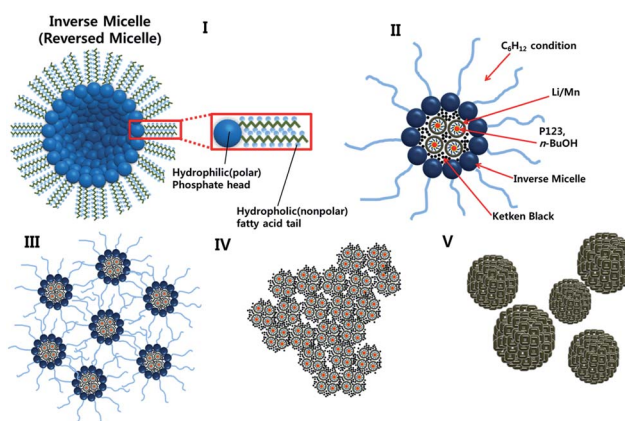 Inverse Micelle
(Reversed Micelle)
I
Hydrophilic(polar)
Phosphate head
Hydropholic(nonpolar)
fatty acid tail
II
C6H12 condition
Li/Mn
P123,
n-BuOH
Inverse Micelle
Ketken Black
III
IV
V